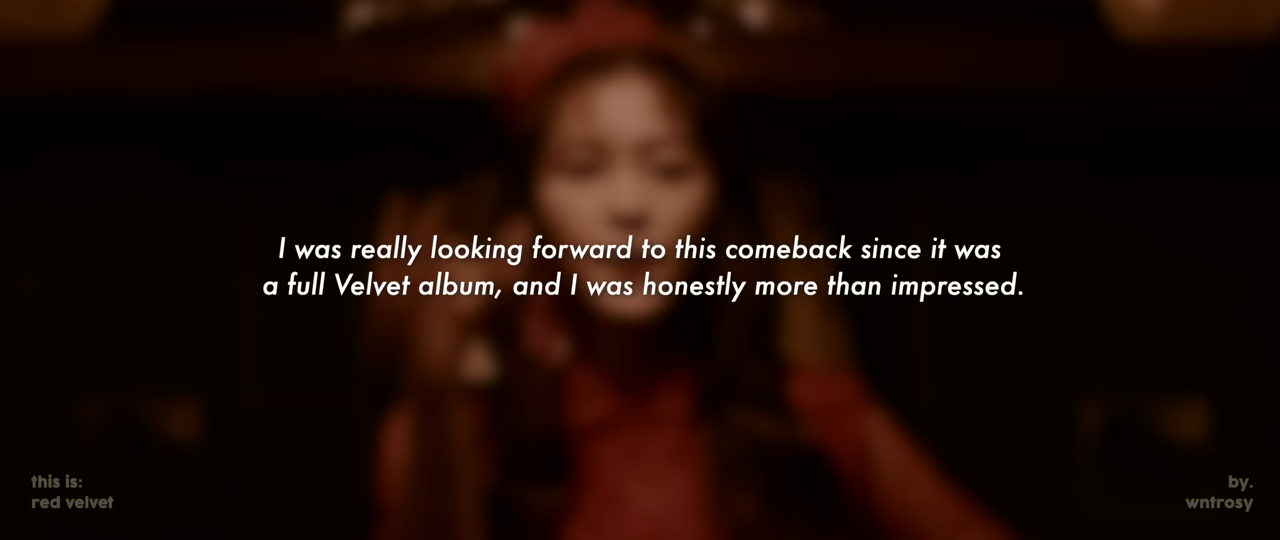 I was really looking forward to this comeback since it was
a full Velvet album, and I was honestly more than impressed.
this is:
red velvet
by.
wntrosy